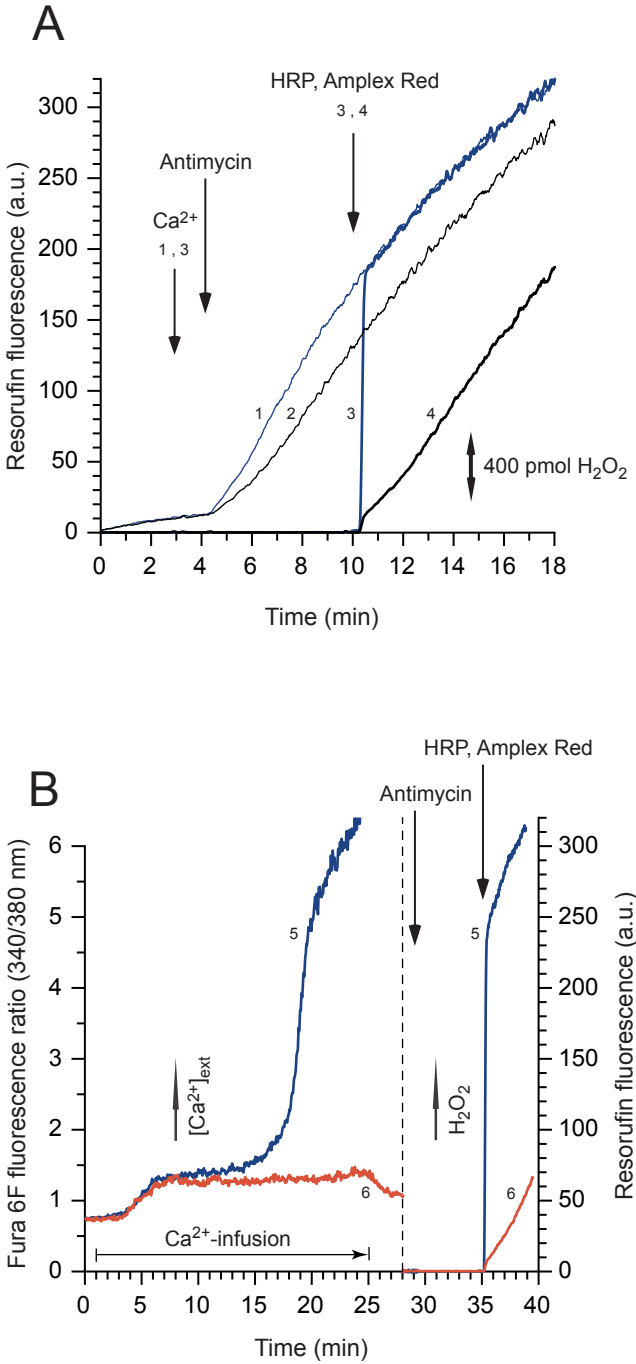 A
HRP, Amplex Red
3 , 4
Antimycin
Ca²⁺
1 , 3
Resorufin fluorescence (a.u.)
300
250
200
150
100
50
0
1
2
3
4
400 pmol H₂O₂
0 2 4 6 8 10 12 14 16 18
Time (min)
HRP, Amplex Red
B
Antimycin
Fura 6F fluorescence ratio (340/380 nm)
6
5
4
3
2
1
0
5
5
[Ca²⁺]ext
H₂O₂
6
6
Ca²⁺-infusion
300
250
200
150
100
50
0
Resorufin fluorescence (a.u.)
0 5 10 15 20 25 30 35 40
Time (min)